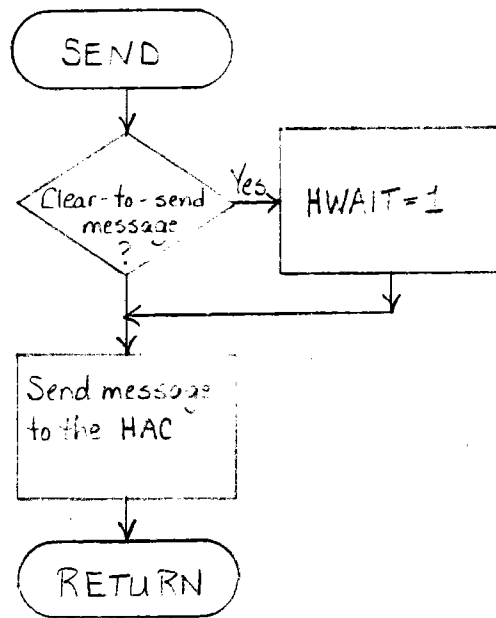 SEND
Clear-to-send
message
?
Yes
HWAIT=1
Send message
to the HAC
RETURN